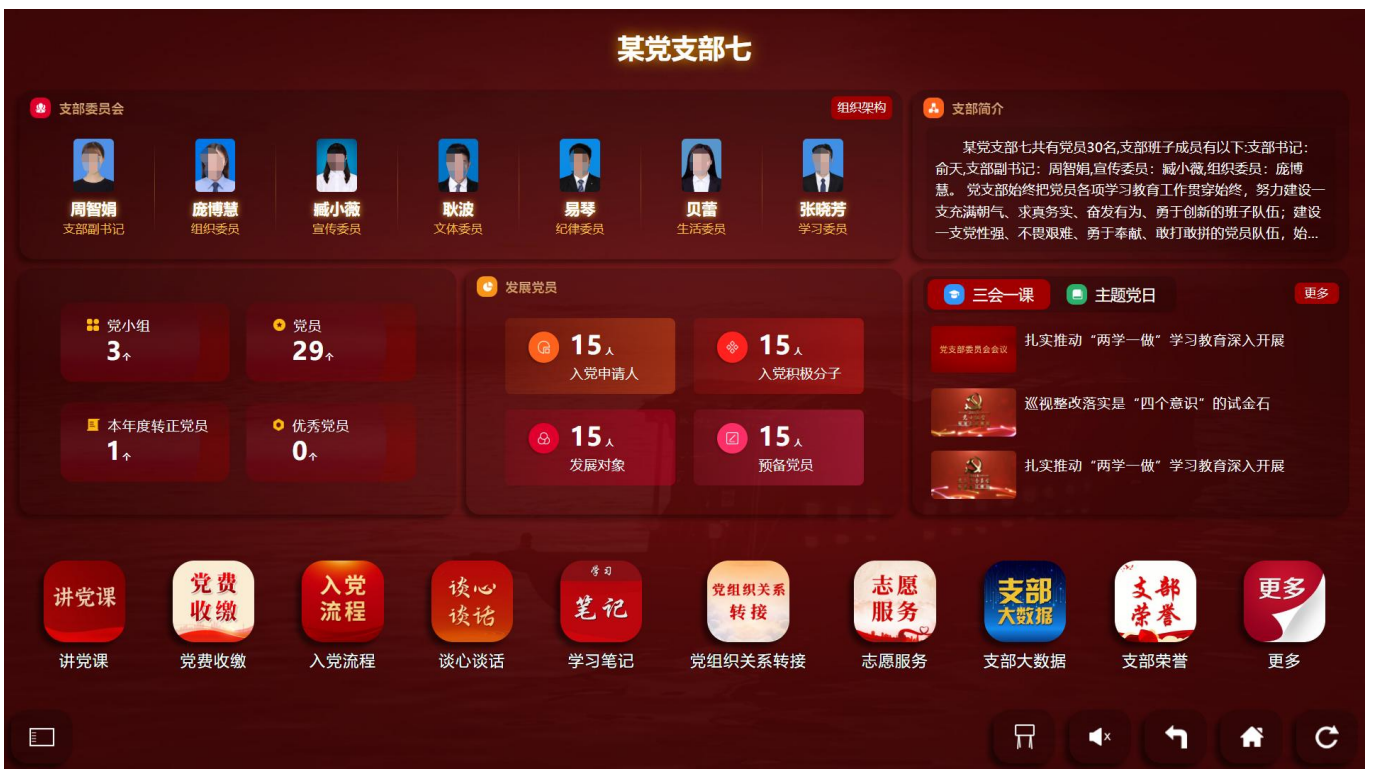 某党支部七
支部委员会
组织架构
周智娟
支部副书记
庞博慧
组织委员
臧小薇
宣传委员
耿波
文体委员
易琴
纪律委员
贝蕾
生活委员
张晓芳
学习委员
支部简介
某党支部七共有党员30名,支部班子成员有以下:支部书记：
俞天,支部副书记：周智娟,宣传委员：臧小薇,组织委员：庞博
慧。 党支部始终把党员各项学习教育工作贯穿始终，努力建设一
支充满朝气、求真务实、奋发有为、勇于创新的班子队伍；建设
一支党性强、不畏艰难、勇于奉献、敢打敢拼的党员队伍，始...
党小组
3个
党员
29个
本年度转正党员
1个
优秀党员
0个
发展党员
15人
入党申请人
15人
入党积极分子
15人
发展对象
15人
预备党员
三会一课
主题党日
更多
党支部委员会会议
扎实推动“两学一做”学习教育深入开展
巡视整改落实是“四个意识”的试金石
扎实推动“两学一做”学习教育深入开展
讲党课
党费
收缴
入党
流程
谈心
谈话
学习
笔记
党组织关系
转接
志愿
服务
支部
大数据
支部
荣誉
更多
讲党课
党费收缴
入党流程
谈心谈话
学习笔记
党组织关系转接
志愿服务
支部大数据
支部荣誉
更多